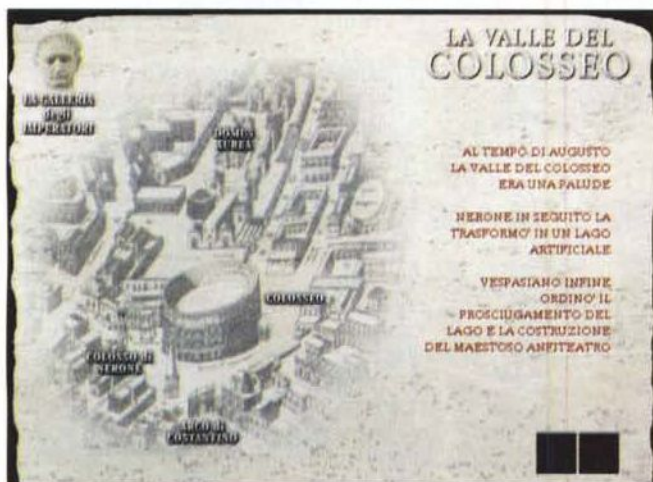 LA VALLE DEL
COLOSSEO
LA GALLERIA
degli
IMPERATORI
DOMUS
AUREA
AL TEMPO DI AUGUSTO
LA VALLE DEL COLOSSEO
ERA UNA PALUDE
NERONE IN SEGUITO LA
TRASFORMO' IN UN LAGO
ARTIFICIALE
VESPASIANO INFINE
ORDINO' IL
PROSCIUGAMENTO DEL
LAGO E LA COSTRUZIONE
DEL MAESTOSO ANFITEATRO
COLOSSEO
COLOSSO di
NERONE
ARCO di
COSTANTINO